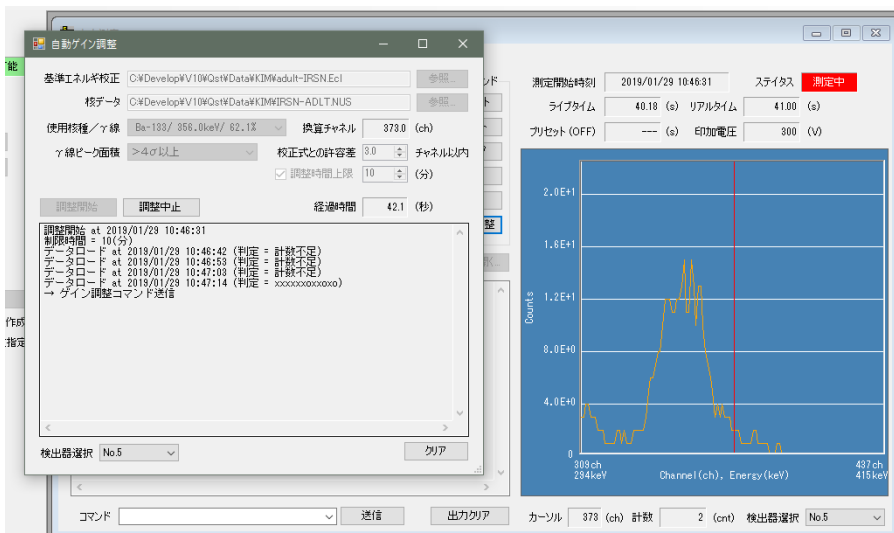 自動ゲイン調整
基準エネルギ校正 C:¥Develop¥V10¥Qst¥Data¥KIM¥adult-IRSN.Ecl 参照...
核データ C:¥Develop¥V10¥Qst¥Data¥KIM¥IRSN-ADLT.NUS 参照...
使用核種／γ線 Ba-133/ 356.0keV/ 62.1% 換算チャネル 373.0 (ch)
γ線ピーク面積 >4σ以上 校正式との許容差 3.0 チャネル以内
調整時間上限 10 (分)
調整開始 調整中止 経過時間 42.1 (秒)
調整開始 at 2019/01/29 10:46:31
制限時間 = 10(分)
データロード at 2019/01/29 10:46:42 (判定 = 計数不足)
データロード at 2019/01/29 10:46:53 (判定 = 計数不足)
データロード at 2019/01/29 10:47:03 (判定 = 計数不足)
データロード at 2019/01/29 10:47:14 (判定 = xxxxxxoxxoxo)
→ ゲイン調整コマンド送信
検出器選択 No.5 クリア
能
作成
指定
ンド
ト
整
コマンド 送信 出力クリア
測定開始時刻 2019/01/29 10:46:31 ステイタス 測定中
ライブタイム 40.18 (s) リアルタイム 41.00 (s)
プリセット(OFF) --- (s) 印加電圧 300 (V)
2.0E+1
1.6E+1
1.2E+1
8.0E+0
4.0E+0
0
Counts
309ch 437ch
294keV Channel(ch), Energy(keV) 415keV
カーソル 373 (ch) 計数 2 (cnt) 検出器選択 No.5